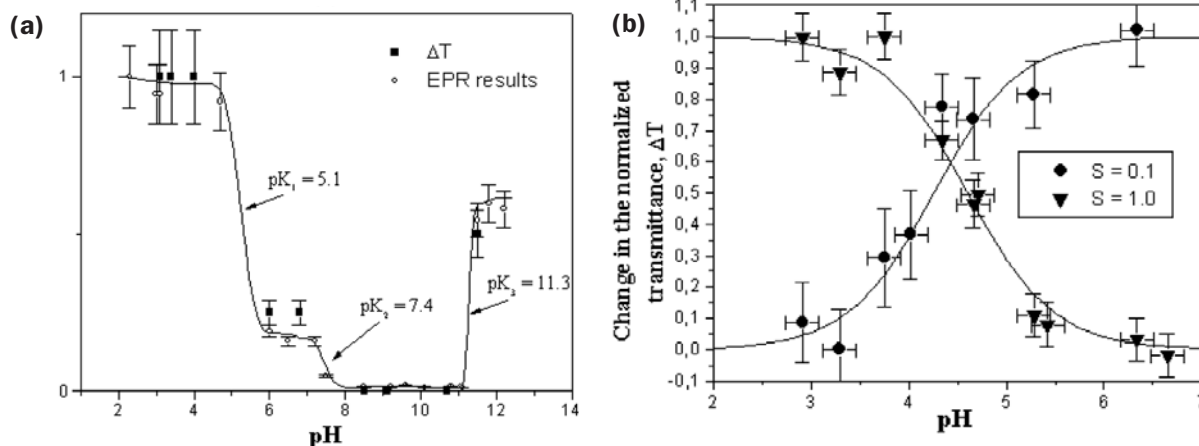 (a)
1
0
2
4
6
8
10
12
14
pH
■ ΔT
○ EPR results
pK₁ = 5.1
pK₂ = 7.4
pK₃ = 11.3
(b)
Change in the normalized
transmittance, ΔT
1,1
1,0
0,9
0,8
0,7
0,6
0,5
0,4
0,3
0,2
0,1
0,0
-0,1
2
3
4
5
6
7
pH
● S = 0.1
▼ S = 1.0